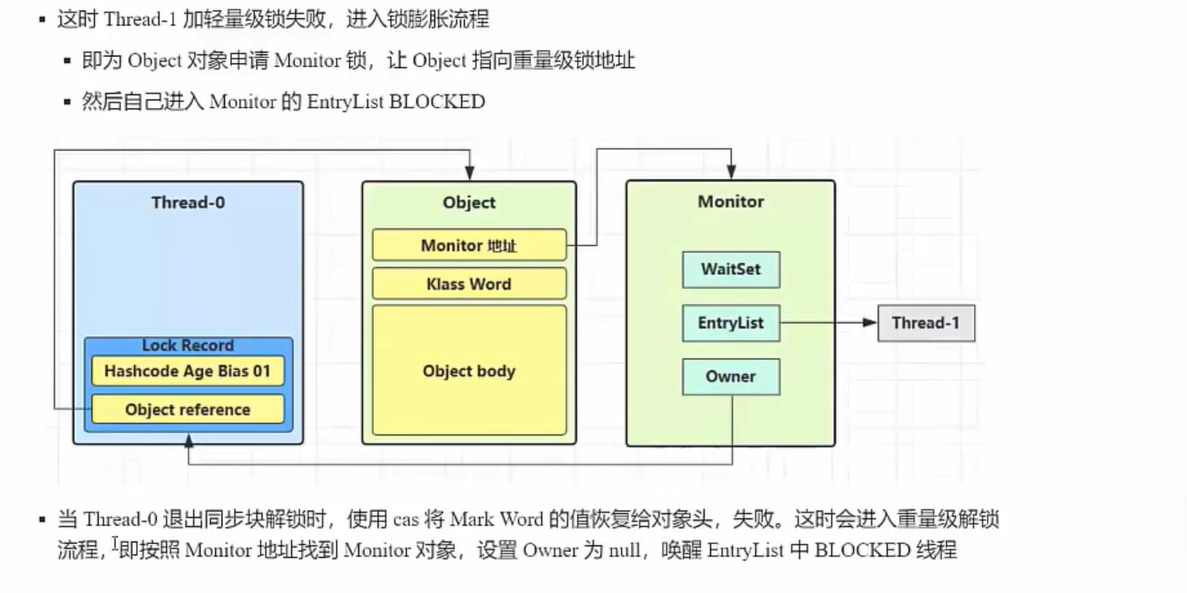 这时 Thread-1 加轻量级锁失败，进入锁膨胀流程
即为 Object 对象申请 Monitor 锁，让 Object 指向重量级锁地址
然后自己进入 Monitor 的 EntryList BLOCKED
Thread-0
Lock Record
Hashcode Age Bias 01
Object reference
Object
Monitor 地址
Klass Word
Object body
Monitor
WaitSet
EntryList
Owner
Thread-1
当 Thread-0 退出同步块解锁时，使用 cas 将 Mark Word 的值恢复给对象头，失败。这时会进入重量级解锁
流程，即按照 Monitor 地址找到 Monitor 对象，设置 Owner 为 null，唤醒 EntryList 中 BLOCKED 线程